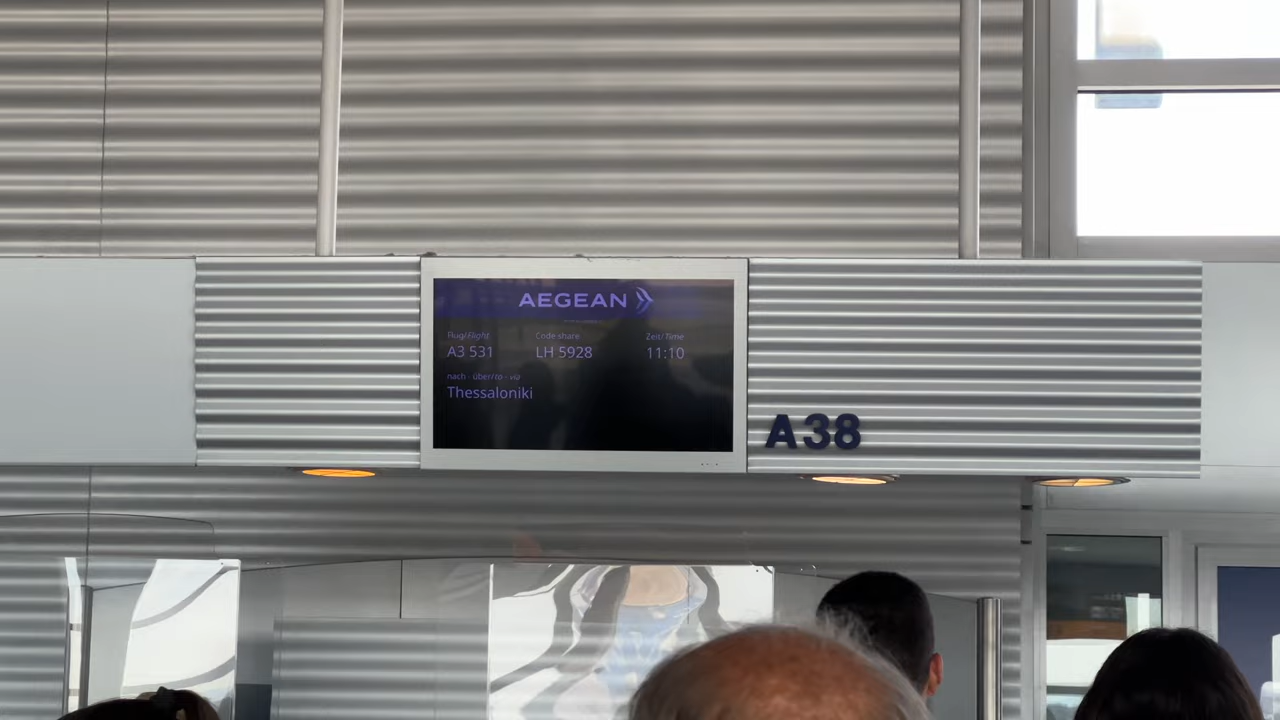 AEGEAN
Flug/Flight Code share Zeit/Time
A3 531 LH 5928 11:10
nach - über/to - via
Thessaloniki
A38